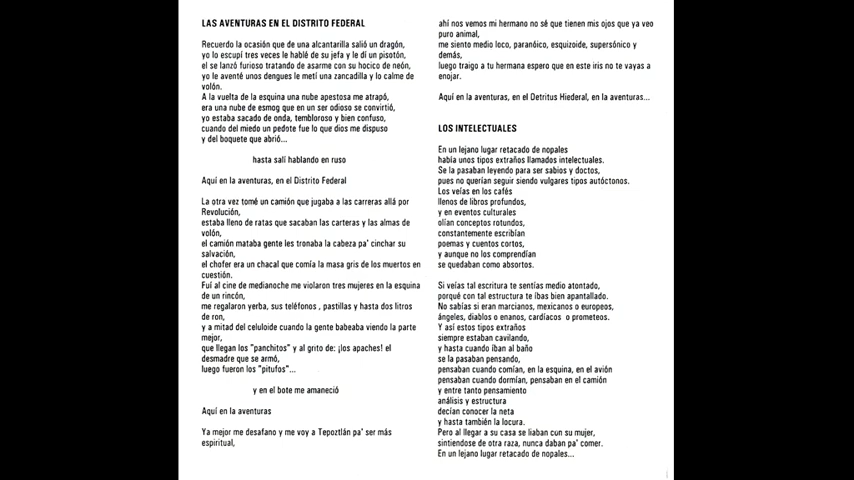 LAS AVENTURAS EN EL DISTRITO FEDERAL
Recuerdo la ocasión que de una alcantarilla salió un dragón,
yo lo escupí tres veces le hablé de su jefa y le dí un pisotón,
el se lanzó furioso tratando de asarme con su hocico de neón,
yo le aventé unos dengues le metí una zancadilla y lo calme de
volón.
A la vuelta de la esquina una nube apestosa me atrapó,
era una nube de esmog que en un ser odioso se convirtió,
yo estaba sacado de onda, tembloroso y bien confuso,
cuando del miedo un pedote fue lo que dios me dispuso
y del boquete que abrió...
hasta salí hablando en ruso
Aquí en la aventuras, en el Distrito Federal
La otra vez tomé un camión que jugaba a las carreras allá por
Revolución,
estaba lleno de ratas que sacaban las carteras y las almas de
volón,
el camión mataba gente les tronaba la cabeza pa' cinchar su
salvación,
el chofer era un chacal que comía la masa gris de los muertos en
cuestión.
Fuí al cine de medianoche me violaron tres mujeres en la esquina
de un rincón,
me regalaron yerba, sus teléfonos , pastillas y hasta dos litros
de ron,
y a mitad del celuloide cuando la gente babeaba viendo la parte
mejor,
que llegan los "panchitos" y al grito de: ¡los apaches! el
desmadre que se armó,
luego fueron los "pitufos"...
y en el bote me amaneció
Aquí en la aventuras
Ya mejor me desafano y me voy a Tepoztlán pa' ser más
espiritual,
ahí nos vemos mi hermano no sé que tienen mis ojos que ya veo
puro animal,
me siento medio loco, paranóico, esquizoide, supersónico y
demás,
luego traigo a tu hermana espero que en este iris no te vayas a
enojar.
Aquí en la aventuras, en el Detritus Hiederal, en la aventuras...
LOS INTELECTUALES
En un lejano lugar retacado de nopales
había unos tipos extraños llamados intelectuales.
Se la pasaban leyendo para ser sabios y doctos,
pues no querían seguir siendo vulgares tipos autóctonos.
Los veías en los cafés
llenos de libros profundos,
y en eventos culturales
olían conceptos rotundos,
constantemente escribían
poemas y cuentos cortos,
y aunque no los comprendían
se quedaban como absortos.
Si veías tal escritura te sentías medio atontado,
porqué con tal estructura te íbas bien apantallado.
No sabías si eran marcianos, mexicanos o europeos,
ángeles, diablos o enanos, cardíacos o prometeos.
Y así estos tipos extraños
siempre estaban cavilando,
y hasta cuando íban al baño
se la pasaban pensando,
pensaban cuando comían, en la esquina, en el avión
pensaban cuando dormían, pensaban en el camión
y entre tanto pensamiento
análisis y estructura
decían conocer la neta
y hasta también la locura.
Pero al llegar a su casa se liaban con su mujer,
sintiendose de otra raza, nunca daban pa' comer.
En un lejano lugar retacado de nopales...